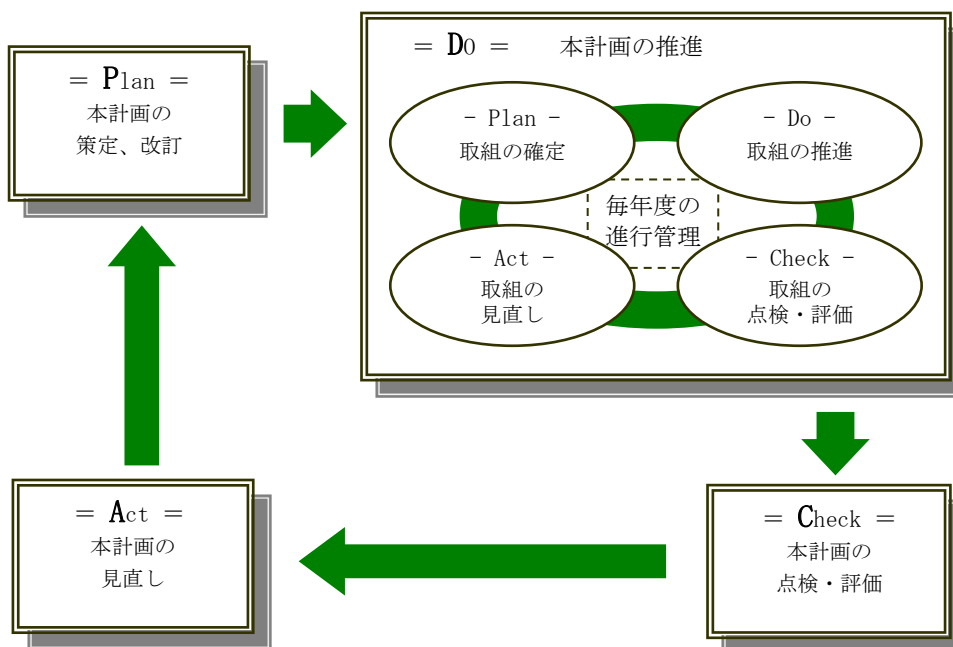 = Plan =
本計画の
策定、改訂
= DO =　　本計画の推進
- Plan -
取組の確定
- Do -
取組の推進
毎年度の
進行管理
- Act -
取組の
見直し
- Check -
取組の
点検・評価
= Act =
本計画の
見直し
= Check =
本計画の
点検・評価